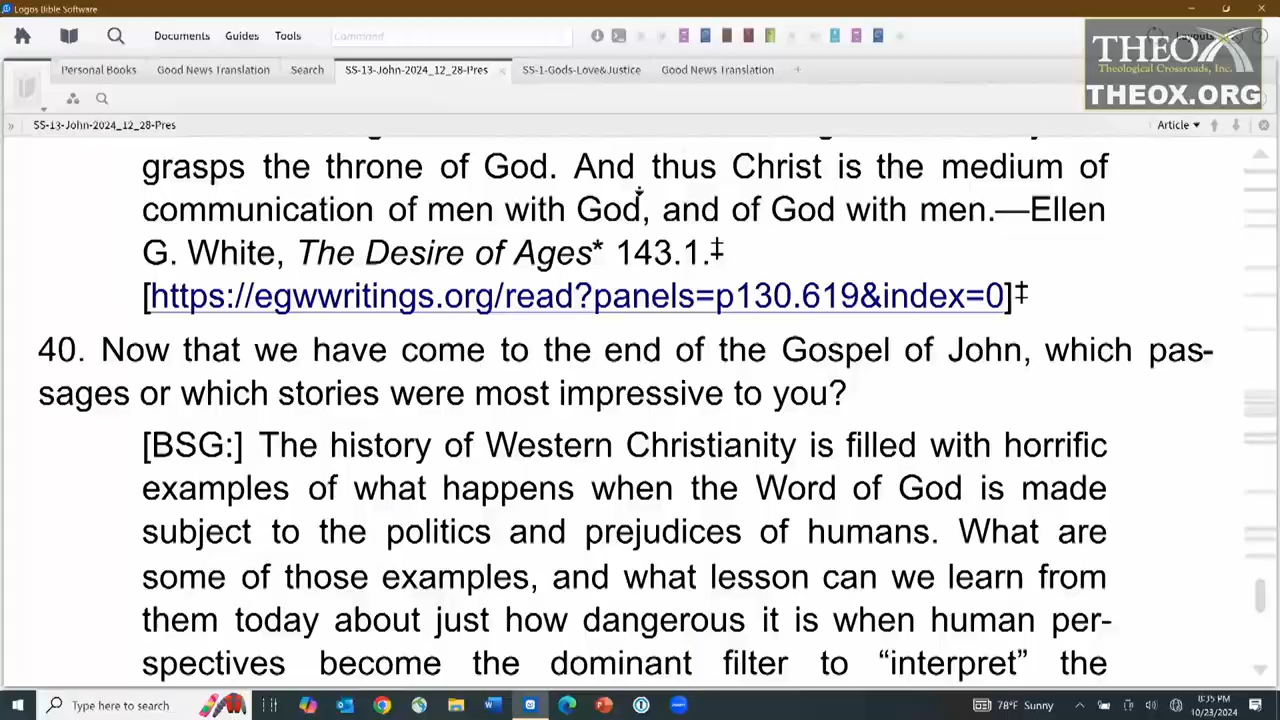 Logos Bible Software
Documents Guides Tools Command
THEOX
Theological Crossroads, Inc.
THEOX.ORG
Personal Books Good News Translation Search SS-13-John-2024_12_28-Pres SS-1-Gods-Love&Justice Good News Translation +
» SS-13-John-2024_12_28-Pres Article
grasps the throne of God. And thus Christ is the medium of
communication of men with God, and of God with men.—Ellen
G. White, The Desire of Ages* 143.1.‡
[https://egwwritings.org/read?panels=p130.619&index=0]‡
40. Now that we have come to the end of the Gospel of John, which pas-
sages or which stories were most impressive to you?
[BSG:] The history of Western Christianity is filled with horrific
examples of what happens when the Word of God is made
subject to the politics and prejudices of humans. What are
some of those examples, and what lesson can we learn from
them today about just how dangerous it is when human per-
spectives become the dominant filter to “interpret” the
Type here to search 78°F Sunny 8:35 PM
10/23/2024